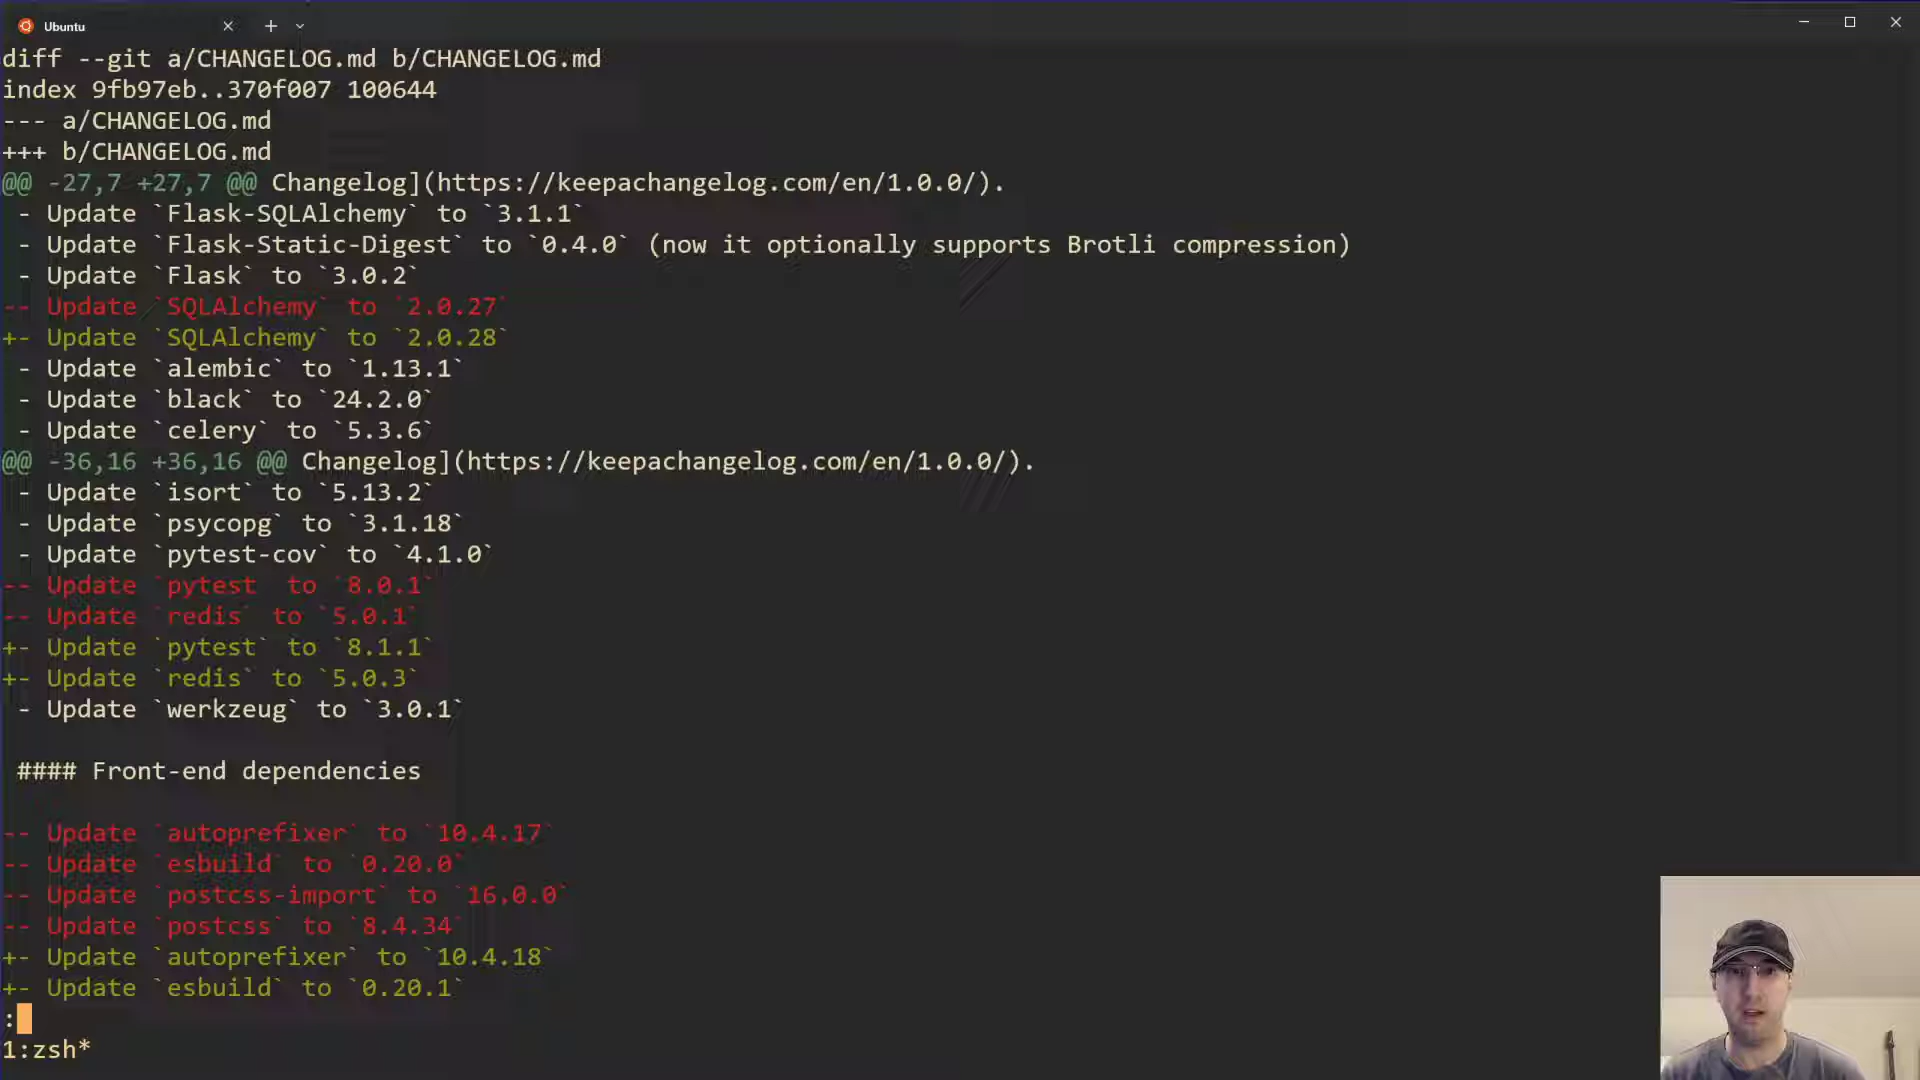 Ubuntu
diff --git a/CHANGELOG.md b/CHANGELOG.md
index 9fb97eb..370f007 100644
--- a/CHANGELOG.md
+++ b/CHANGELOG.md
@@ -27,7 +27,7 @@ Changelog](https://keepachangelog.com/en/1.0.0/).
 - Update `Flask-SQLAlchemy` to `3.1.1`
 - Update `Flask-Static-Digest` to `0.4.0` (now it optionally supports Brotli compression)
 - Update `Flask` to `3.0.2`
-- Update `SQLAlchemy` to `2.0.27`
+- Update `SQLAlchemy` to `2.0.28`
 - Update `alembic` to `1.13.1`
 - Update `black` to `24.2.0`
 - Update `celery` to `5.3.6`
@@ -36,16 +36,16 @@ Changelog](https://keepachangelog.com/en/1.0.0/).
 - Update `isort` to `5.13.2`
 - Update `psycopg` to `3.1.18`
 - Update `pytest-cov` to `4.1.0`
-- Update `pytest` to `8.0.1`
-- Update `redis` to `5.0.1`
+- Update `pytest` to `8.1.1`
+- Update `redis` to `5.0.3`
 - Update `werkzeug` to `3.0.1`
 #### Front-end dependencies
-- Update `autoprefixer` to `10.4.17`
-- Update `esbuild` to `0.20.0`
-- Update `postcss-import` to `16.0.0`
-- Update `postcss` to `8.4.34`
+- Update `autoprefixer` to `10.4.18`
+- Update `esbuild` to `0.20.1`
:
1:zsh*